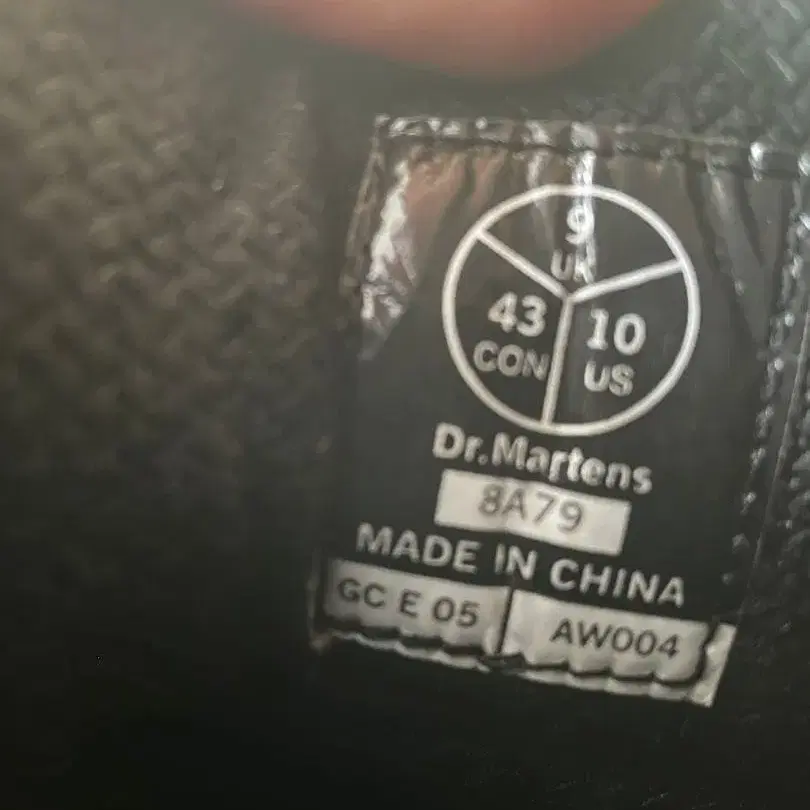 9
UK
43 10
CON US
Dr.Martens
8A79
MADE IN CHINA
GC E 05 AW004